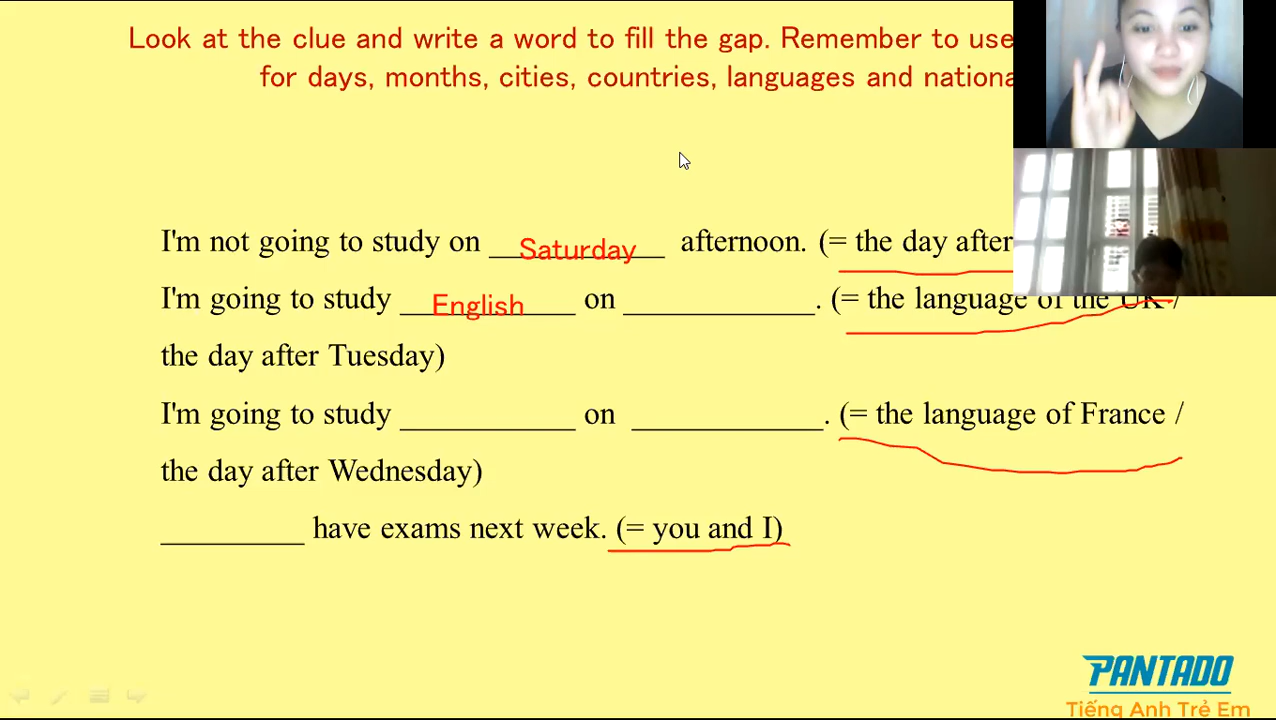 Look at the clue and write a word to fill the gap. Remember to use
for days, months, cities, countries, languages and
I'm not going to study on Saturday afternoon. (= the day after
I'm going to study English on ____________. (= the language of the UK /
the day after Tuesday)
I'm going to study ___________ on ____________. (= the language of France /
the day after Wednesday)
_________ have exams next week. (= you and I)
PANTADO
Tiếng Anh Trẻ Em